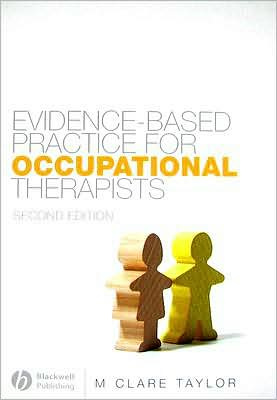 EVIDENCE-BASED
PRACTICE FOR
OCCUPATIONAL
THERAPISTS
SECOND EDITION
Blackwell
Publishing
M CLARE TAYLOR